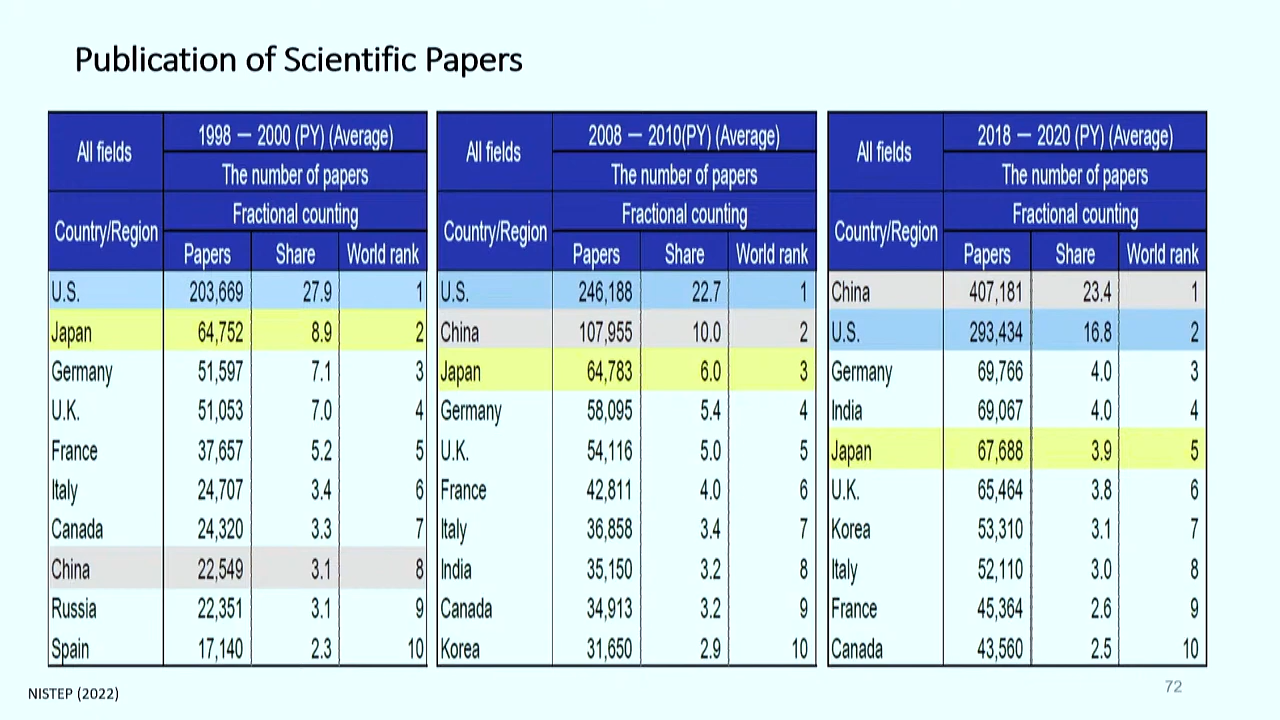 Publication of Scientific Papers
All fields
1998 － 2000 (PY) (Average)
The number of papers
Country/Region
Fractional counting
Papers Share World rank
U.S. 203,669 27.9 1
Japan 64,752 8.9 2
Germany 51,597 7.1 3
U.K. 51,053 7.0 4
France 37,657 5.2 5
Italy 24,707 3.4 6
Canada 24,320 3.3 7
China 22,549 3.1 8
Russia 22,351 3.1 9
Spain 17,140 2.3 10
All fields
2008 － 2010(PY) (Average)
The number of papers
Country/Region
Fractional counting
Papers Share World rank
U.S. 246,188 22.7 1
China 107,955 10.0 2
Japan 64,783 6.0 3
Germany 58,095 5.4 4
U.K. 54,116 5.0 5
France 42,811 4.0 6
Italy 36,858 3.4 7
India 35,150 3.2 8
Canada 34,913 3.2 9
Korea 31,650 2.9 10
All fields
2018 － 2020 (PY) (Average)
The number of papers
Country/Region
Fractional counting
Papers Share World rank
China 407,181 23.4 1
U.S. 293,434 16.8 2
Germany 69,766 4.0 3
India 69,067 4.0 4
Japan 67,688 3.9 5
U.K. 65,464 3.8 6
Korea 53,310 3.1 7
Italy 52,110 3.0 8
France 45,364 2.6 9
Canada 43,560 2.5 10
NISTEP (2022)
72